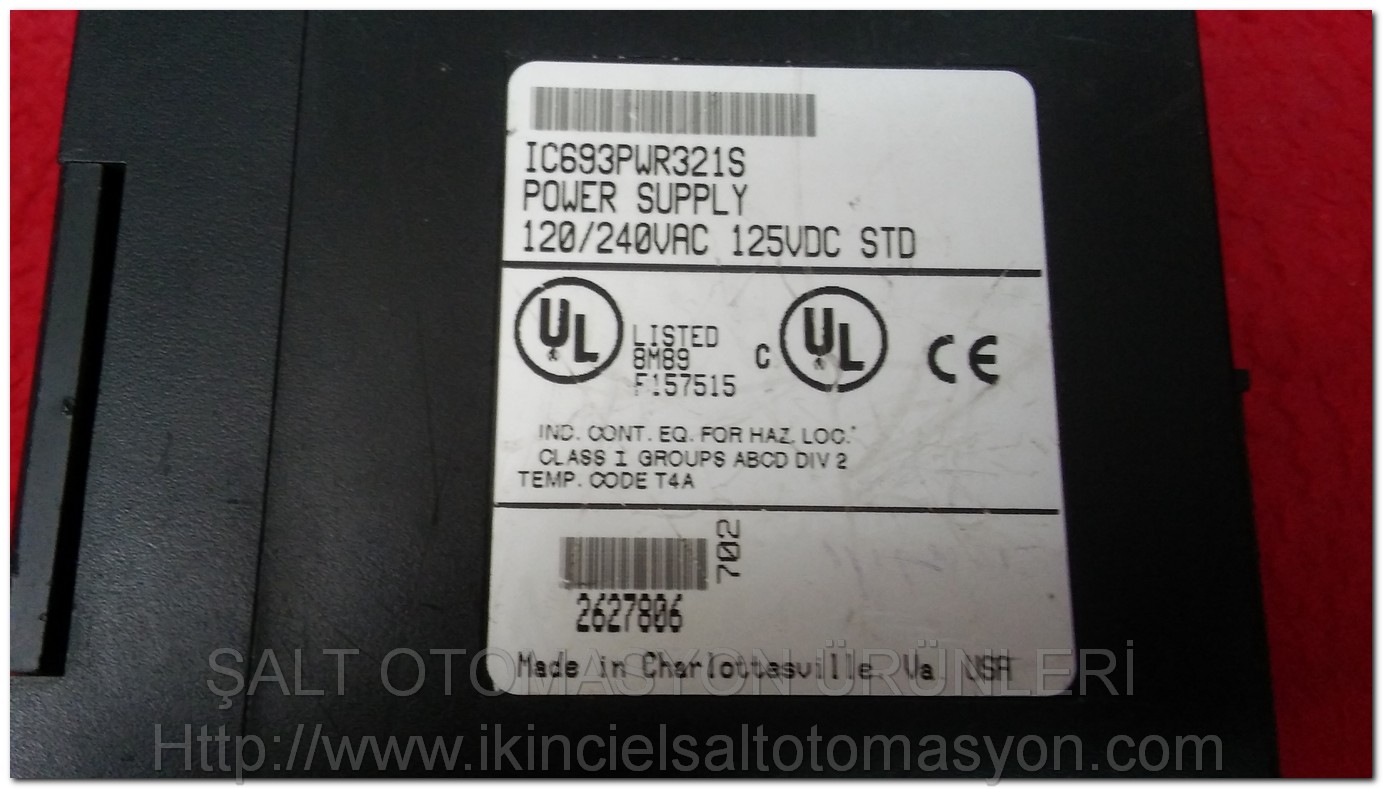 IC693PWR321S
POWER SUPPLY
120/240VAC 125VDC STD
UL
LISTED
8M89
F157515
C UL CE
IND. CONT. EQ. FOR HAZ. LOC.
CLASS I GROUPS ABCD DIV 2
TEMP. CODE T4A
702
2627806
Made in Charlottesville, Va USA
ŞALT OTOMASYON ÜRÜNLERİ
Http://www.ikincielsaltotomasyon.com